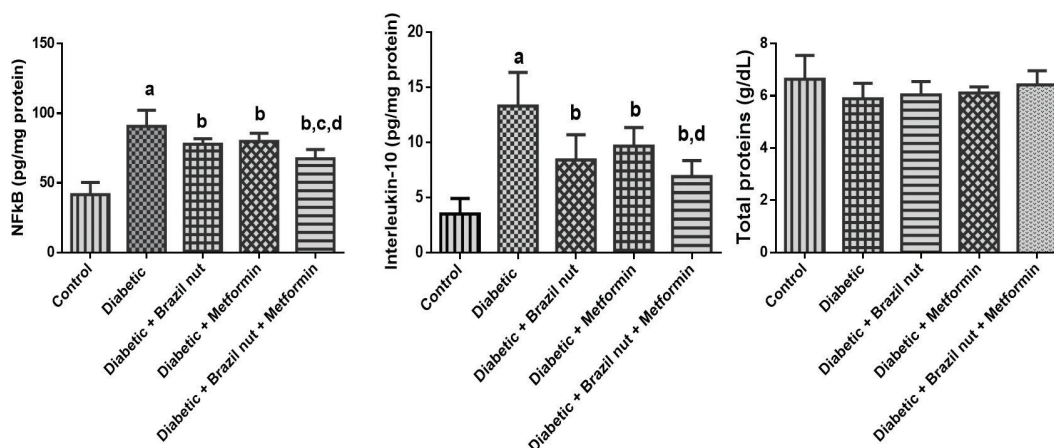 NFkB (pg/mg protein)
150
100
50
0
a
b
b
b,c,d
Control
Diabetic
Diabetic + Brazil nut
Diabetic + Metformin
Diabetic + Brazil nut + Metformin
Interleukin-10 (pg/mg protein)
20
15
10
5
0
a
b
b
b,d
Control
Diabetic
Diabetic + Brazil nut
Diabetic + Metformin
Diabetic + Brazil nut + Metformin
Total proteins (g/dL)
8
6
4
2
0
Control
Diabetic
Diabetic + Brazil nut
Diabetic + Metformin
Diabetic + Brazil nut + Metformin